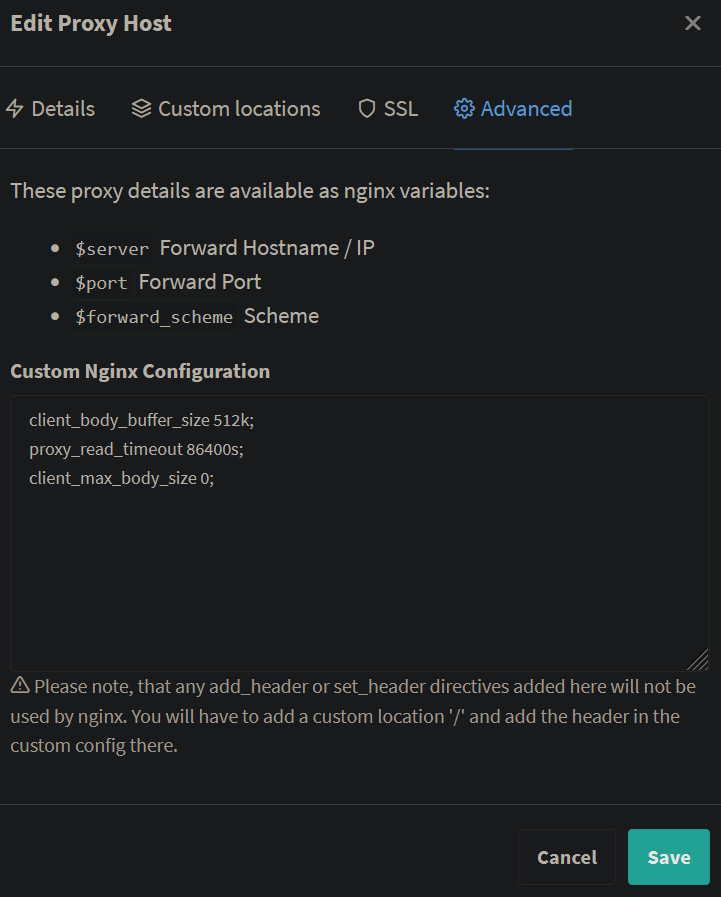 Edit Proxy Host
Details
Custom locations
SSL
Advanced
These proxy details are available as nginx variables:
$server Forward Hostname / IP
$port Forward Port
$forward_scheme Scheme
Custom Nginx Configuration
client_body_buffer_size 512k;
proxy_read_timeout 86400s;
client_max_body_size 0;
Please note, that any add_header or set_header directives added here will not be
used by nginx. You will have to add a custom location '/' and add the header in the
custom config there.
Cancel
Save